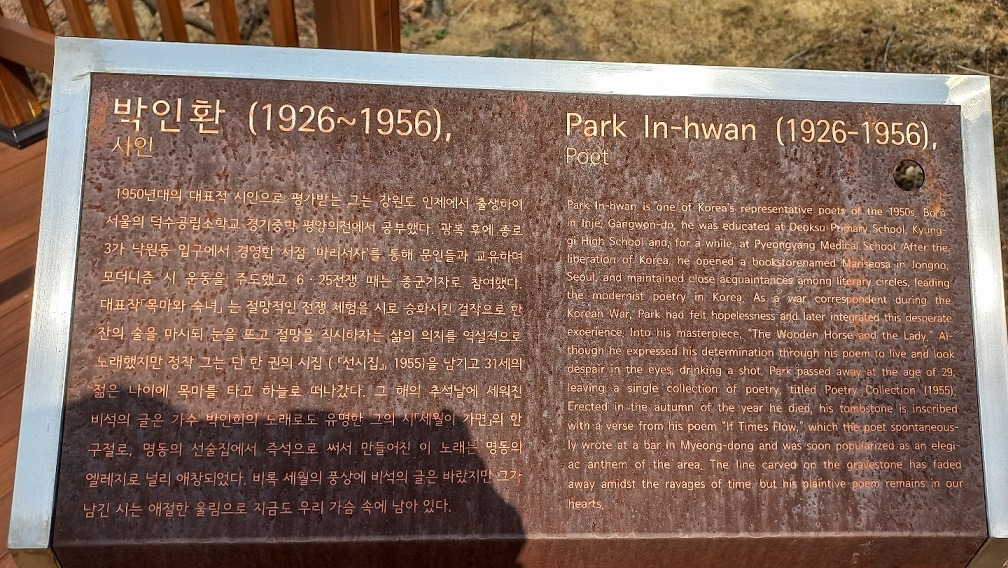 박인환 (1926~1956),
시인
1950년대의 대표적 시인으로 평가받는 그는 강원도 인제에서 출생하여
서울의 덕수공립소학교 경기중학 평양의전에서 공부했다. 광복 후에 종로
3가 낙원동 입구에서 경영한 서점 '마리서사'를 통해 문인들과 교유하며
모더니즘 시 운동을 주도했고 6·25전쟁 때는 종군기자로 참여했다.
대표작「목마와 숙녀」는 절망적인 전쟁 체험을 시로 승화시킨 걸작으로 한
잔의 술을 마시되 눈을 뜨고 절망을 직시하자는 삶의 의지를 역설적으로
노래했지만 정작 그는 단 한 권의 시집 (『선시집』, 1955)을 남기고 31세의
젊은 나이에 목마를 타고 하늘로 떠나갔다. 그 해의 추석날에 세워진
비석의 글은 가수 박인희의 노래로도 유명한 그의 시「세월이 가면」의 한
구절로, 명동의 선술집에서 즉석으로 써서 만들어진 이 노래는 명동의
엘레지로 널리 애창되었다. 비록 세월의 풍상에 비석의 글은 바랬지만 그가
남긴 시는 애절한 울림으로 지금도 우리 가슴 속에 남아 있다.
Park In-hwan (1926-1956),
Poet
Park In-hwan is one of Korea's representative poets of the 1950s. Born
in Inje, Gangwon-do, he was educated at Deoksu Primary School, Kyung-
gi High School and, for a while, at Pyeongyang Medical School. After the
liberation of Korea, he opened a bookstorenamed Mariseosa in Jongno,
Seoul, and maintained close acquaintances among literary circles, leading
the modernist poetry in Korea. As a war correspondent during the
Korean War, Park had felt hopelessness and later integrated this desperate
experience. Into his masterpiece, "The Wooden Horse and the Lady." Al-
though he expressed his determination through his poem to live and look
despair in the eyes, drinking a shot, Park passed away at the age of 29,
leaving a single collection of poetry, titled Poetry Collection (1955).
Erected in the autumn of the year he died, his tombstone is inscribed
with a verse from his poem "If Times Flow," which the poet spontaneous-
ly wrote at a bar in Myeong-dong and was soon popularized as an elegi-
ac anthem of the area. The line carved on the gravestone has faded
away amidst the ravages of time, but his plaintive poem remains in our
hearts.